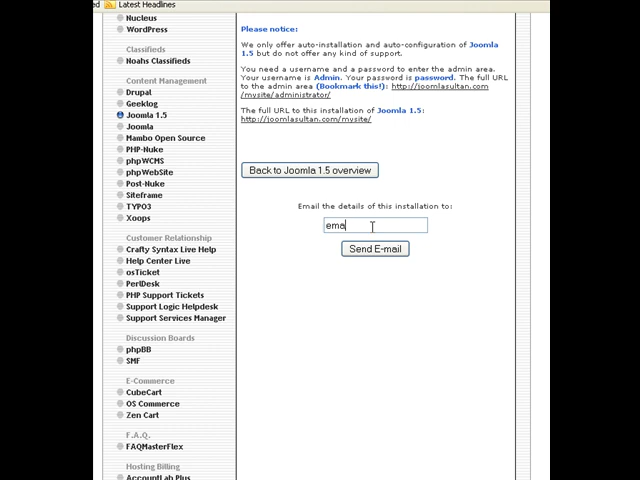 ed Latest Headlines
Nucleus
WordPress
Classifieds
Noahs Classifieds
Content Management
Drupal
Geeklog
Joomla 1.5
Joomla
Mambo Open Source
PHP-Nuke
phpWCMS
phpWebSite
Post-Nuke
Siteframe
TYPO3
Xoops
Customer Relationship
Crafty Syntax Live Help
Help Center Live
osTicket
PerlDesk
PHP Support Tickets
Support Logic Helpdesk
Support Services Manager
Discussion Boards
phpBB
SMF
E-Commerce
CubeCart
OS Commerce
Zen Cart
F.A.Q.
FAQMasterFlex
Hosting Billing
AccountLab Plus
Please notice:
We only offer auto-installation and auto-configuration of Joomla
1.5 but do not offer any kind of support.
You need a username and a password to enter the admin area.
Your username is Admin. Your password is password. The full URL
to the admin area (Bookmark this!): http://joomlasultan.com
/mysite/administrator/
The full URL to this installation of Joomla 1.5:
http://joomlasultan.com/mysite/
Back to Joomla 1.5 overview
Email the details of this installation to:
ema
Send E-mail